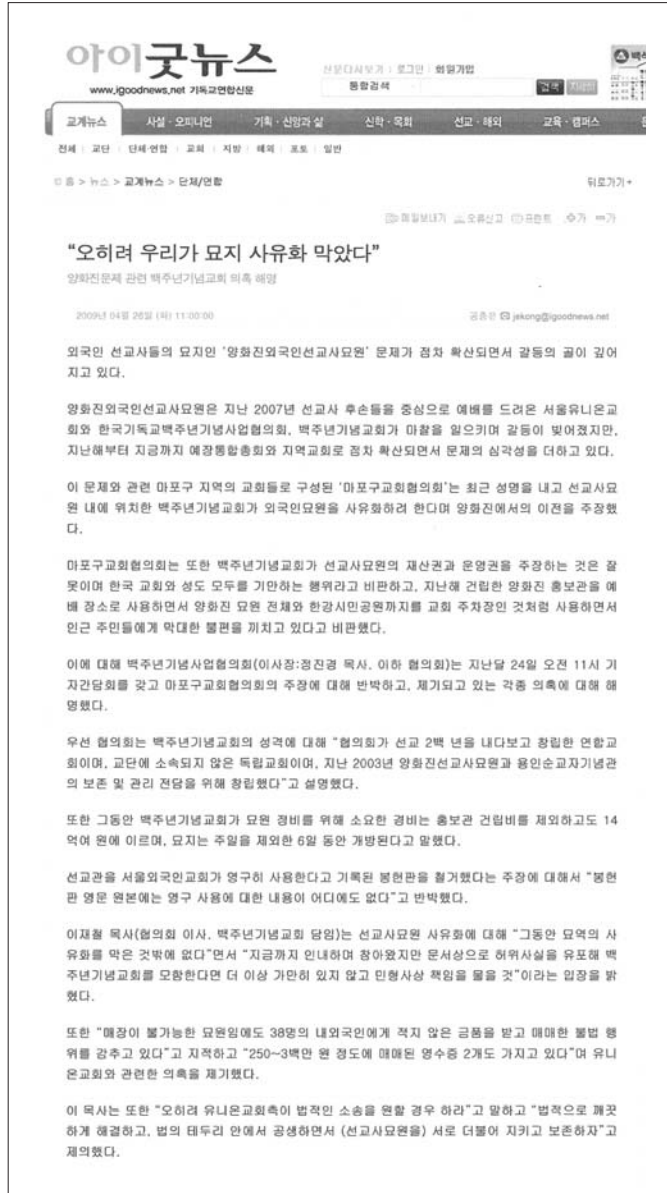 아이굿뉴스
www.igoodnews.net 기독교연합신문
신문다시보기 | 로그인 | 회원가입
통합검색
검색
교계뉴스 사설·오피니언 기획·신앙과 삶 신학·목회 선교·해외 교육·캠퍼스
전체 | 교단 | 단체·연합 | 교회 | 지방 | 해외 | 포토 | 일반
홈 > 뉴스 > 교계뉴스 > 단체/연합 뒤로가기
메일보내기 오류신고 프린트 가 가
“오히려 우리가 묘지 사유화 막았다”
양화진문제 관련 백주년기념교회 의혹 해명
2009년 04월 28일 (화) 11:00:00 jekong@igoodnews.net
외국인 선교사들의 묘지인 ‘양화진외국인선교사묘원’ 문제가 점차 확산되면서 갈등의 골이 깊어
지고 있다.
양화진외국인선교사묘원은 지난 2007년 선교사 후손들을 중심으로 예배를 드려온 서울유니온교
회와 한국기독교백주년기념사업협의회, 백주년기념교회가 마찰을 일으키며 갈등이 빚어졌지만,
지난해부터 지금까지 예장통합총회와 지역교회로 점차 확산되면서 문제의 심각성을 더하고 있다.
이 문제와 관련 마포구 지역의 교회들로 구성된 ‘마포구교회협의회’는 최근 성명을 내고 선교사묘
원 내에 위치한 백주년기념교회가 외국인묘원을 사유화하려 한다며 양화진에서의 이전을 주장했
다.
마포구교회협의회는 또한 백주년기념교회가 선교사묘원의 재산권과 운영권을 주장하는 것은 잘
못이며 한국 교회와 성도 모두를 기만하는 행위라고 비판하고, 지난해 건립한 양화진 홍보관을 예
배 장소로 사용하면서 양화진 묘원 전체와 한강시민공원까지를 교회 주차장인 것처럼 사용하면서
인근 주민들에게 막대한 불편을 끼치고 있다고 비판했다.
이에 대해 백주년기념사업협의회(이사장:정진경 목사, 이하 협의회)는 지난달 24일 오전 11시 기
자간담회를 갖고 마포구교회협의회의 주장에 대해 반박하고, 제기되고 있는 각종 의혹에 대해 해
명했다.
우선 협의회는 백주년기념교회의 성격에 대해 “협의회가 선교 2백 년을 내다보고 창립한 연합교
회이며, 교단에 소속되지 않은 독립교회이며, 지난 2003년 양화진선교사묘원과 용인순교자기념관
의 보존 및 관리 전담을 위해 창립했다”고 설명했다.
또한 그동안 백주년기념교회가 묘원 정비를 위해 소요한 경비는 홍보관 건립비를 제외하고도 14
억여 원에 이르며, 묘지는 주일을 제외한 6일 동안 개방된다고 말했다.
선교관을 서울외국인교회가 영구히 사용한다고 기록된 봉헌판을 철거했다는 주장에 대해서 “봉헌
판 영문 원본에는 영구 사용에 대한 내용이 어디에도 없다”고 반박했다.
이재철 목사(협의회 이사, 백주년기념교회 담임)는 선교사묘원 사유화에 대해 “그동안 묘역의 사
유화를 막은 것밖에 없다”면서 “지금까지 인내하며 참아왔지만 문서상으로 허위사실을 유포해 백
주년기념교회를 모함한다면 더 이상 가만히 있지 않고 민형사상 책임을 물을 것”이라는 입장을 밝
혔다.
또한 “매장이 불가능한 묘원임에도 38명의 내외국인에게 적지 않은 금품을 받고 매매한 불법 행
위를 감추고 있다”고 지적하고 “250~3백만 원 정도에 매매된 영수증 2개도 가지고 있다”며 유니
온교회와 관련한 의혹을 제기했다.
이 목사는 또한 “오히려 유니온교회측이 법적인 소송을 원할 경우 하라”고 말하고 “법적으로 깨끗
하게 해결하고, 법의 테두리 안에서 공생하면서 (선교사묘원을) 서로 더불어 지키고 보존하자”고
제의했다.